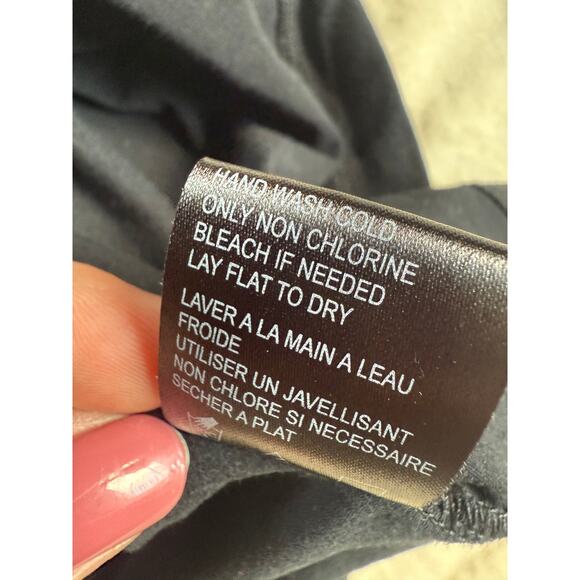 HAND WASH COLD
ONLY NON CHLORINE
BLEACH IF NEEDED
LAY FLAT TO DRY
LAVER A LA MAIN A LEAU
FROIDE
UTILISER UN JAVELLISANT
NON CHLORE SI NECESSAIRE
SECHER A PLAT